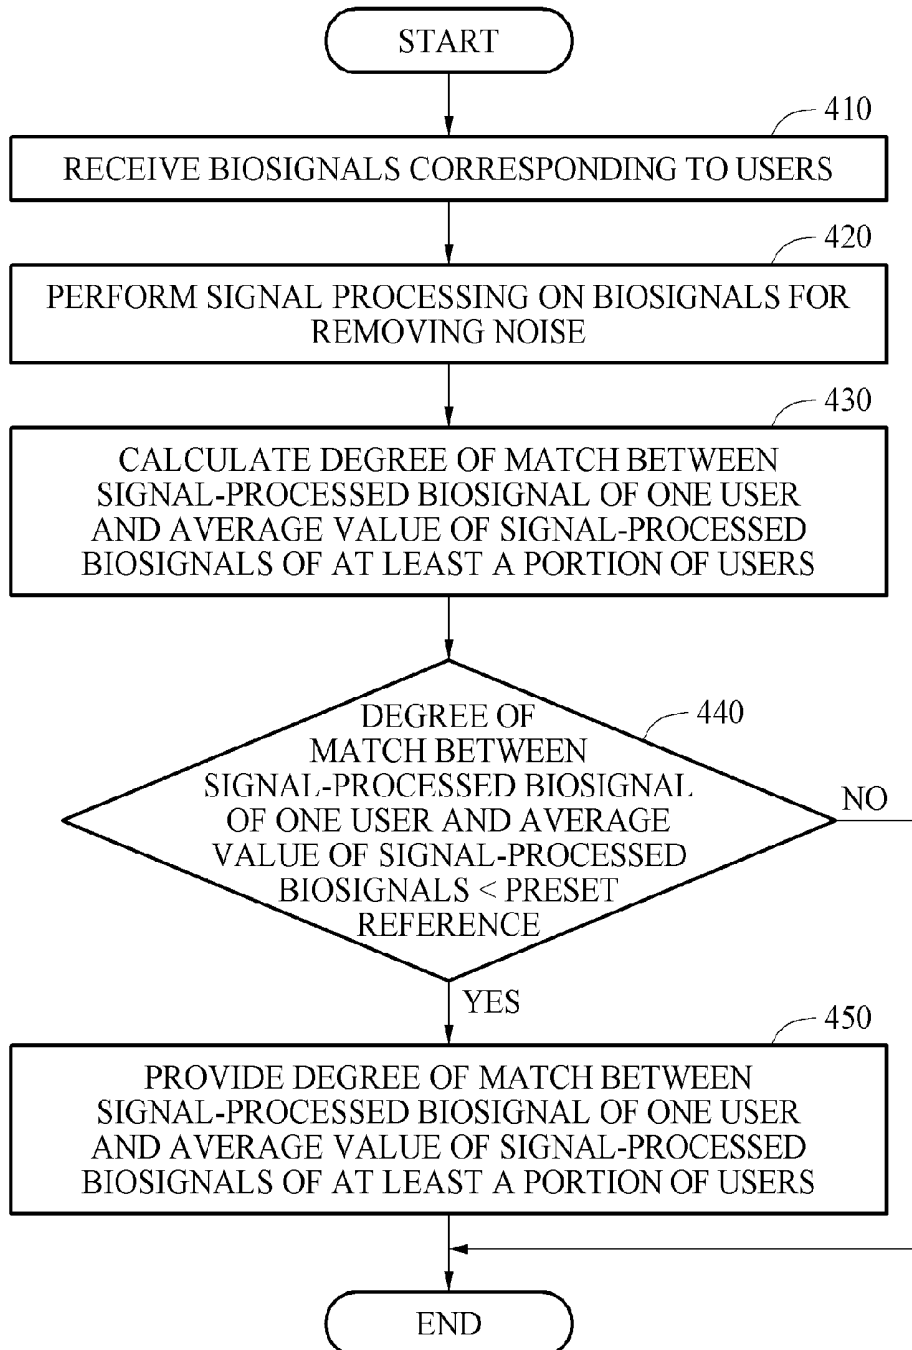 START
410
RECEIVE BIOSIGNALS CORRESPONDING TO USERS
420
PERFORM SIGNAL PROCESSING ON BIOSIGNALS FOR
REMOVING NOISE
430
CALCULATE DEGREE OF MATCH BETWEEN
SIGNAL-PROCESSED BIOSIGNAL OF ONE USER
AND AVERAGE VALUE OF SIGNAL-PROCESSED
BIOSIGNALS OF AT LEAST A PORTION OF USERS
440
DEGREE OF
MATCH BETWEEN
SIGNAL-PROCESSED BIOSIGNAL
OF ONE USER AND AVERAGE
VALUE OF SIGNAL-PROCESSED
BIOSIGNALS < PRESET
REFERENCE
NO
YES
450
PROVIDE DEGREE OF MATCH BETWEEN
SIGNAL-PROCESSED BIOSIGNAL OF ONE USER
AND AVERAGE VALUE OF SIGNAL-PROCESSED
BIOSIGNALS OF AT LEAST A PORTION OF USERS
END